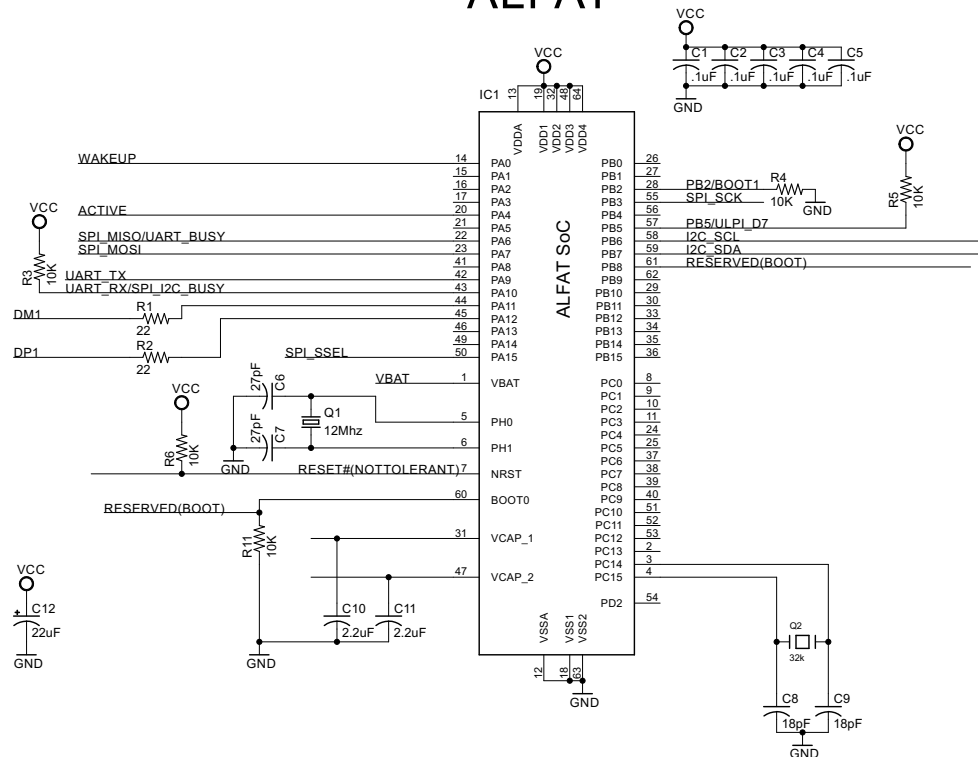 ALFAT
VCC
C1 C2 C3 C4 C5
.1uF .1uF .1uF .1uF .1uF
GND
VCC
IC1
13 19 32 48 64
VDDA VDD1 VDD2 VDD3 VDD4
ALFAT SoC
WAKEUP 14 PA0
15 PA1
16 PA2
17 PA3
ACTIVE 20 PA4
21 PA5
SPI_MISO/UART_BUSY 22 PA6
SPI_MOSI 23 PA7
41 PA8
UART_TX 42 PA9
UART_RX/SPI_I2C_BUSY 43 PA10
44 PA11
45 PA12
46 PA13
49 PA14
SPI_SSEL 50 PA15
VCC
R3
10K
DM1
R1
22
DP1
R2
22
VBAT 1 VBAT
5 PH0
6 PH1
RESET#(NOTTOLERANT) 7 NRST
60 BOOT0
31 VCAP_1
47 VCAP_2
27pF C6
27pF C7
Q1
12Mhz
GND
VCC
R6
10K
RESERVED(BOOT)
R11
10K
C10
2.2uF
C11
2.2uF
GND
VCC
+ C12
22uF
GND
VSSA VSS1 VSS2
12 18 63
GND
PB0 26
PB1 27
PB2 28 PB2/BOOT1
PB3 55 SPI_SCK
PB4 56
PB5 57 PB5/ULPI_D7
PB6 58 I2C_SCL
PB7 59 I2C_SDA
PB8 61 RESERVED(BOOT)
PB9 62
PB10 29
PB11 30
PB12 33
PB13 34
PB14 35
PB15 36
R4
10K
GND
VCC
R5
10K
PC0 8
PC1 9
PC2 10
PC3 11
PC4 24
PC5 25
PC6 37
PC7 38
PC8 39
PC9 40
PC10 51
PC11 52
PC12 53
PC13 2
PC14 3
PC15 4
PD2 54
Q2
32k
C8
18pF
C9
18pF
GND